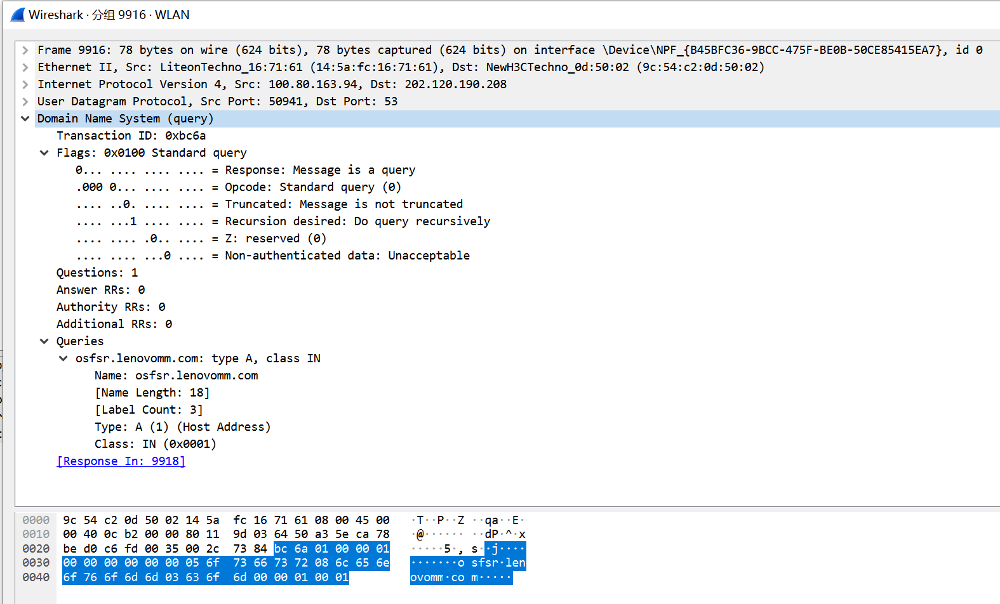 Wireshark · 分组 9916 · WLAN
Frame 9916: 78 bytes on wire (624 bits), 78 bytes captured (624 bits) on interface \Device\NPF_{B45BFC36-9BCC-475F-BE0B-50CE85415EA7}, id 0
Ethernet II, Src: LiteonTechno_16:71:61 (14:5a:fc:16:71:61), Dst: NewH3CTechno_0d:50:02 (9c:54:c2:0d:50:02)
Internet Protocol Version 4, Src: 100.80.163.94, Dst: 202.120.190.208
User Datagram Protocol, Src Port: 50941, Dst Port: 53
Domain Name System (query)
Transaction ID: 0xbc6a
Flags: 0x0100 Standard query
0... .... .... .... = Response: Message is a query
.000 0... .... .... = Opcode: Standard query (0)
.... ..0. .... .... = Truncated: Message is not truncated
.... ...1 .... .... = Recursion desired: Do query recursively
.... .... .0.. .... = Z: reserved (0)
.... .... ...0 .... = Non-authenticated data: Unacceptable
Questions: 1
Answer RRs: 0
Authority RRs: 0
Additional RRs: 0
Queries
osfsr.lenovomm.com: type A, class IN
Name: osfsr.lenovomm.com
[Name Length: 18]
[Label Count: 3]
Type: A (1) (Host Address)
Class: IN (0x0001)
[Response In: 9918]
0000 9c 54 c2 0d 50 02 14 5a fc 16 71 61 08 00 45 00 ·T··P··Z ··qa··E·
0010 00 40 0c b2 00 00 80 11 9d 03 64 50 a3 5e ca 78 ·@······ ··dP·^·x
0020 be d0 c6 fd 00 35 00 2c 73 84 bc 6a 01 00 00 01 ·····5·, s··j····
0030 00 00 00 00 00 00 05 6f 73 66 73 72 08 6c 65 6e ·······o sfsr·len
0040 6f 76 6f 6d 6d 03 63 6f 6d 00 00 01 00 01 ovomm·co m·····